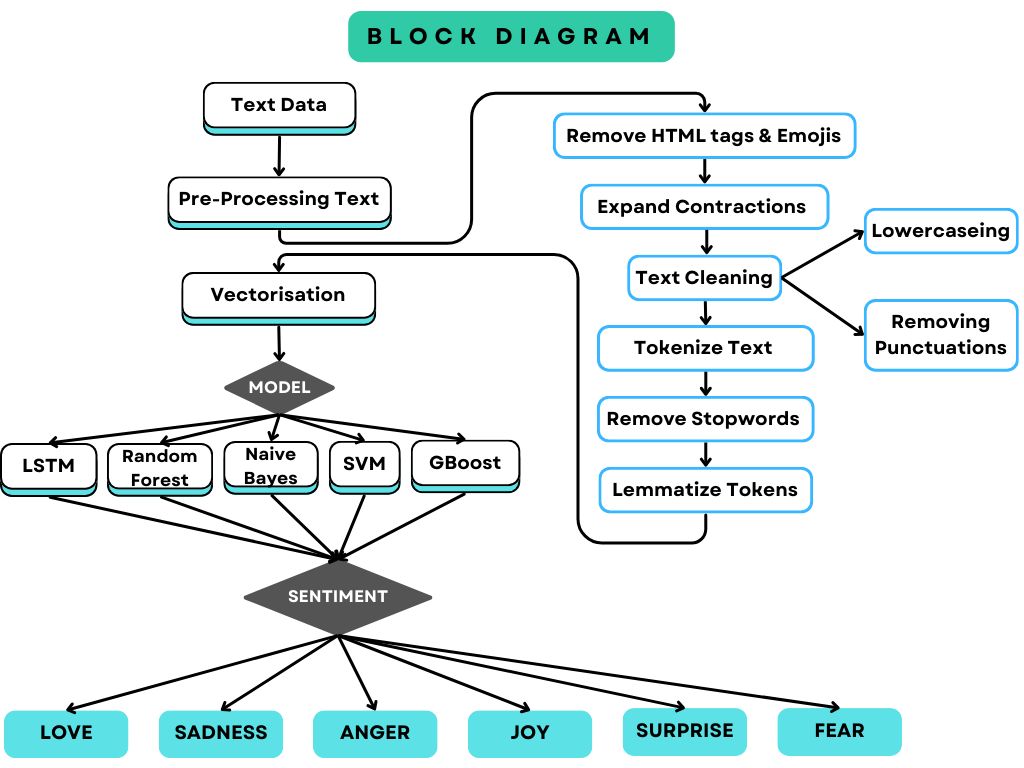 BLOCK DIAGRAM
Text Data
Pre-Processing Text
Remove HTML tags & Emojis
Expand Contractions
Text Cleaning
Lowercaseing
Removing
Punctuations
Tokenize Text
Remove Stopwords
Lemmatize Tokens
Vectorisation
MODEL
LSTM
Random
Forest
Naive
Bayes
SVM
GBoost
SENTIMENT
LOVE
SADNESS
ANGER
JOY
SURPRISE
FEAR